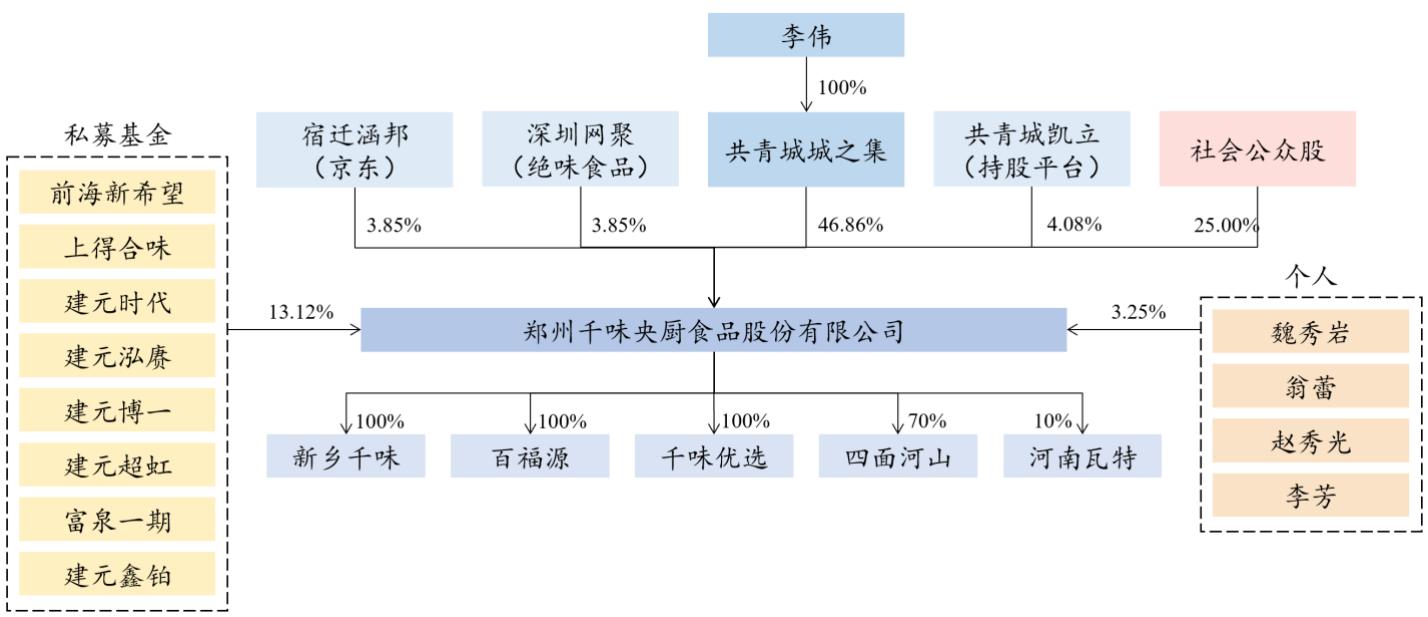 李伟
100%
私募基金
宿迁涵邦
（京东）
深圳网聚
（绝味食品）
共青城城之集
共青城凯立
（持股平台）
社会公众股
前海新希望
上得合味
建元时代
建元泓赓
建元博一
建元超虹
富泉一期
建元鑫铂
3.85%
3.85%
46.86%
4.08%
25.00%
13.12%
郑州千味央厨食品股份有限公司
3.25%
个人
魏秀岩
翁蕾
赵秀光
李芳
100%
100%
100%
70%
10%
新乡千味
百福源
千味优选
四面河山
河南瓦特